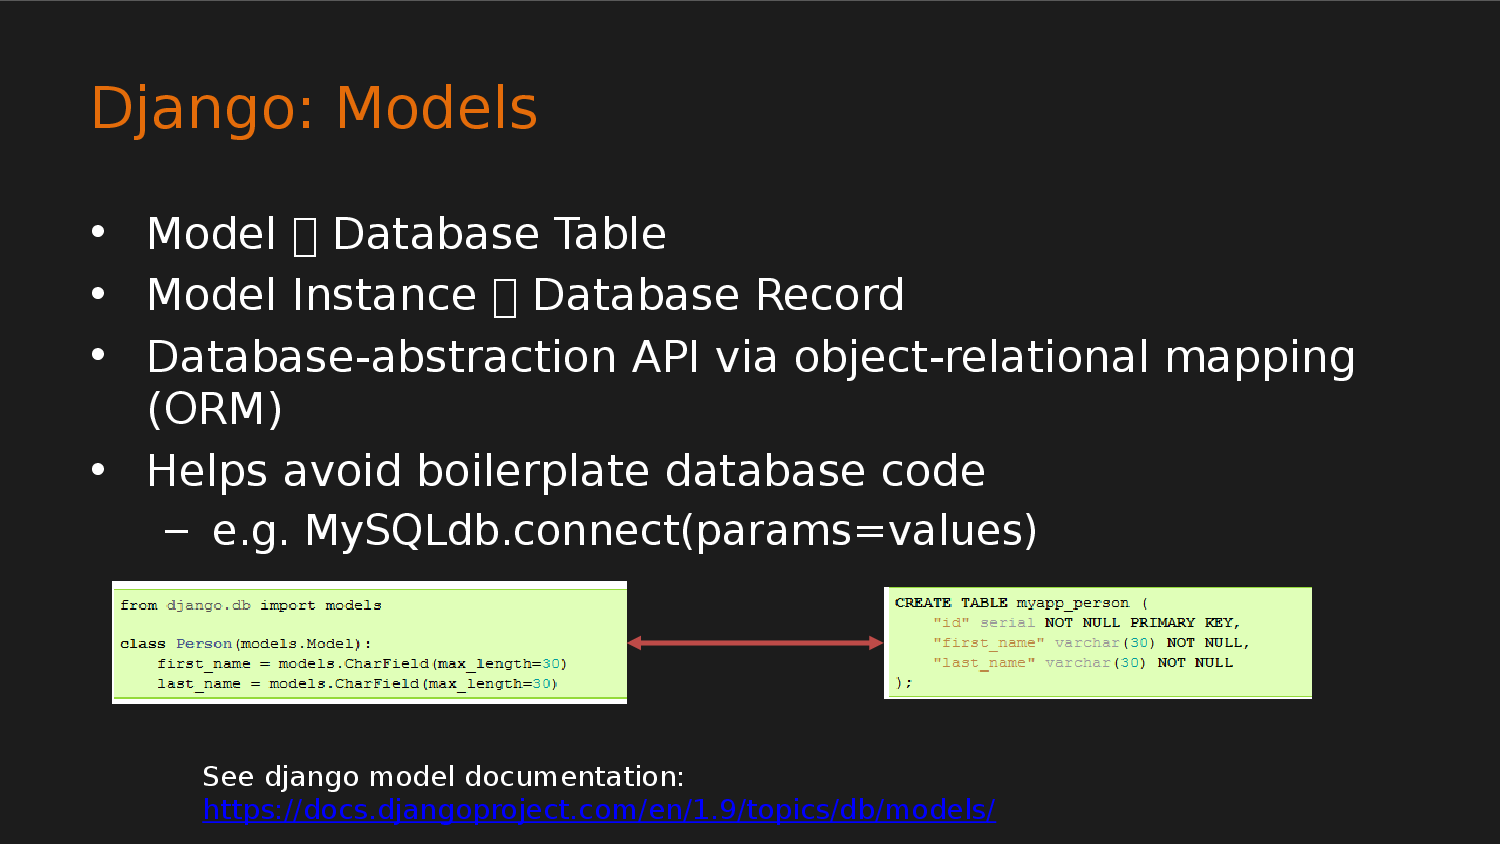 Django: Models
• Model  Database Table
• Model Instance  Database Record
• Database-abstraction API via object-relational mapping
(ORM)
• Helps avoid boilerplate database code
– e.g. MySQLdb.connect(params=values)
from django.db import models
class Person(models.Model):
    first_name = models.CharField(max_length=30)
    last_name = models.CharField(max_length=30)
CREATE TABLE myapp_person (
    "id" serial NOT NULL PRIMARY KEY,
    "first_name" varchar(30) NOT NULL,
    "last_name" varchar(30) NOT NULL
);
See django model documentation:
https://docs.djangoproject.com/en/1.9/topics/db/models/